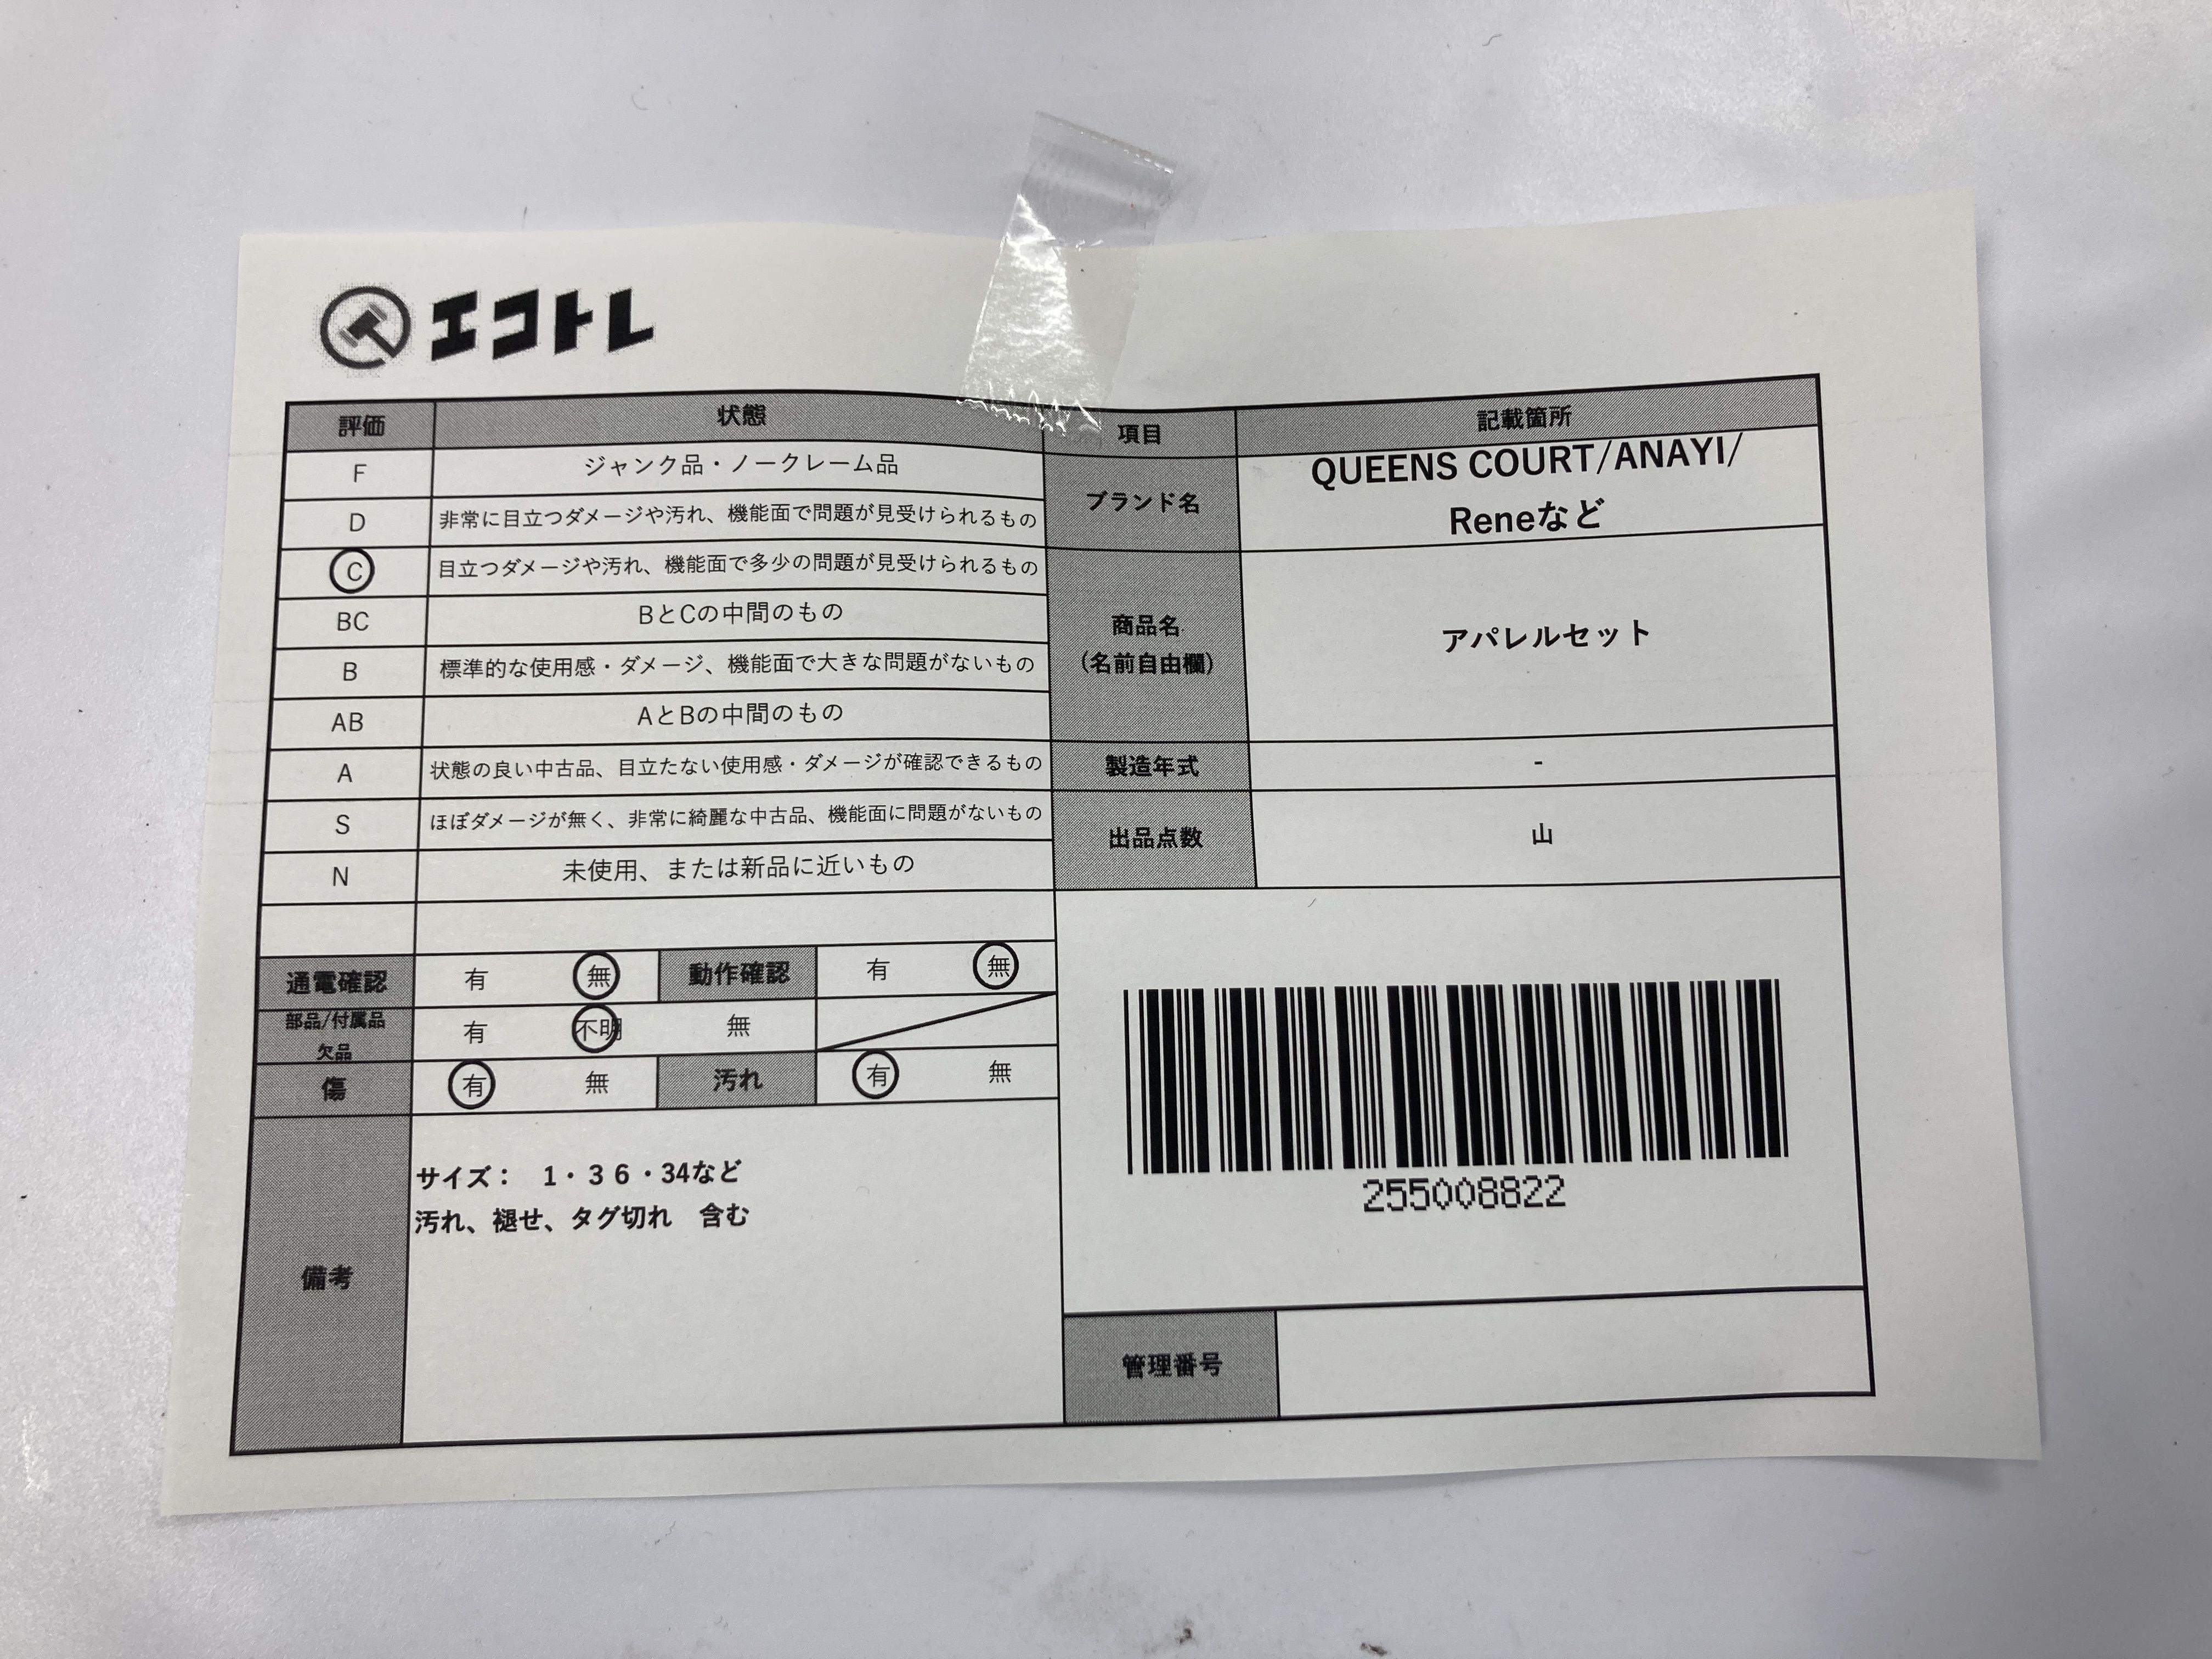 エコトレ
評価 状態 項目 記載箇所
F ジャンク品・ノークレーム品
D 非常に目立つダメージや汚れ、機能面で問題が見受けられるもの
C 目立つダメージや汚れ、機能面で多少の問題が見受けられるもの
BC BとCの中間のもの
B 標準的な使用感・ダメージ、機能面で大きな問題がないもの
AB AとBの中間のもの
A 状態の良い中古品、目立たない使用感・ダメージが確認できるもの
S ほぼダメージが無く、非常に綺麗な中古品、機能面に問題がないもの
N 未使用、または新品に近いもの
ブランド名
QUEENS COURT/ANAYI/
Reneなど
商品名
(名前自由欄)
アパレルセット
製造年式 -
出品点数 山
通電確認 有 無 動作確認 有 無
部品/付属品
欠品
有 不明 無
傷 有 無 汚れ 有 無
備考
サイズ： 1・３６・34など
汚れ、褪せ、タグ切れ　含む
255008822
管理番号